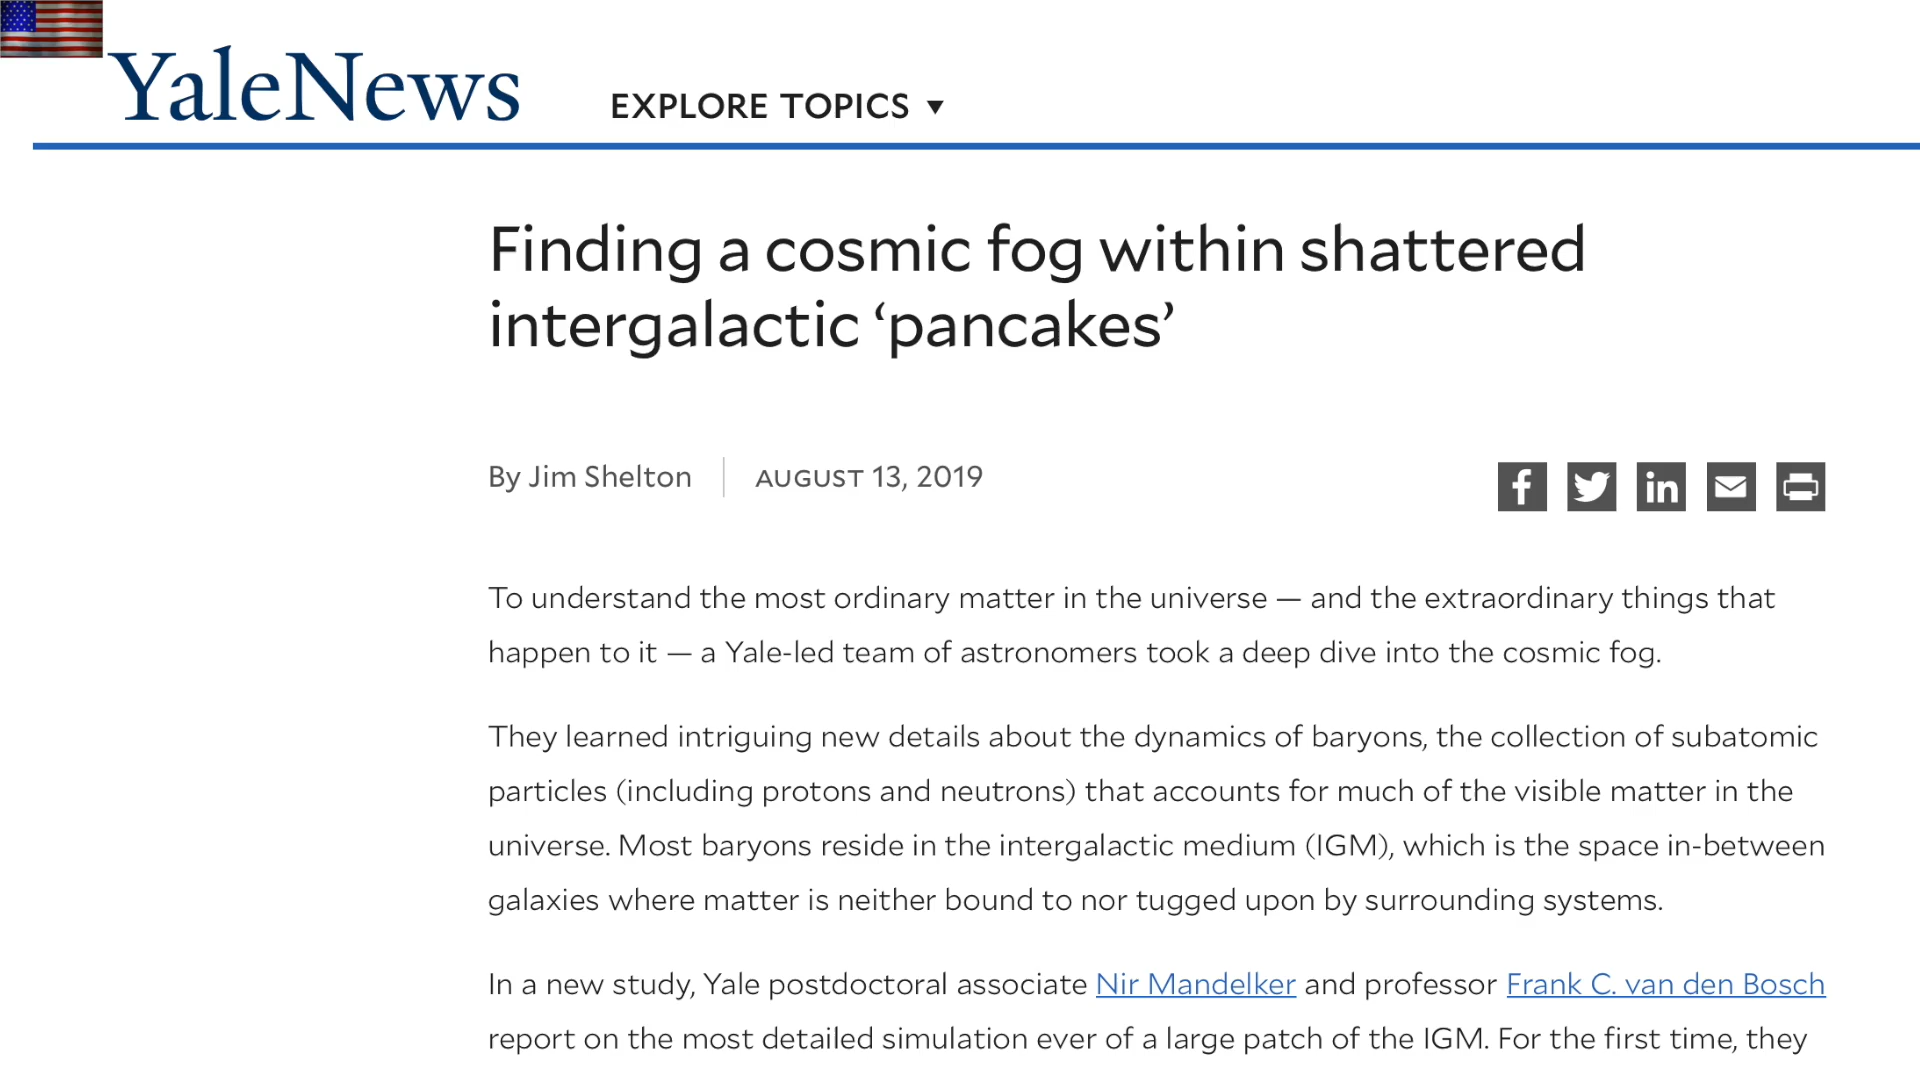 YaleNews
EXPLORE TOPICS ▼
Finding a cosmic fog within shattered
intergalactic ‘pancakes’
By Jim Shelton
AUGUST 13, 2019
To understand the most ordinary matter in the universe — and the extraordinary things that
happen to it — a Yale-led team of astronomers took a deep dive into the cosmic fog.
They learned intriguing new details about the dynamics of baryons, the collection of subatomic
particles (including protons and neutrons) that accounts for much of the visible matter in the
universe. Most baryons reside in the intergalactic medium (IGM), which is the space in-between
galaxies where matter is neither bound to nor tugged upon by surrounding systems.
In a new study, Yale postdoctoral associate Nir Mandelker and professor Frank C. van den Bosch
report on the most detailed simulation ever of a large patch of the IGM. For the first time, they